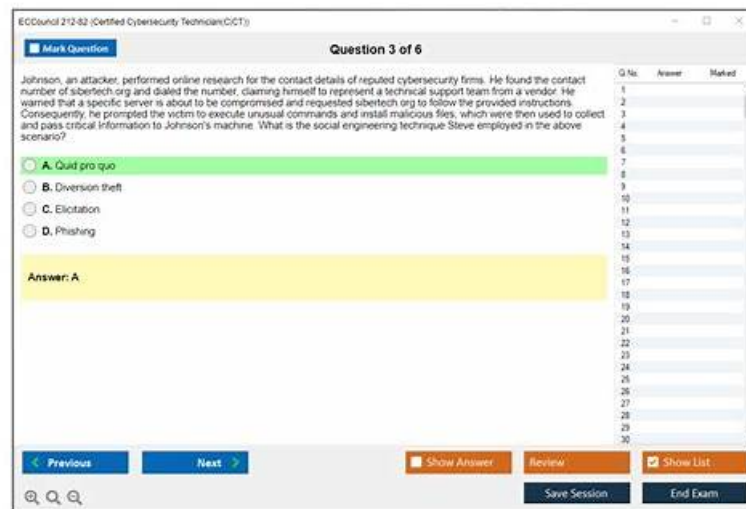 ECCouncil 212-82 (Certified Cybersecurity Technician(C|CT))
Mark Question
Question 3 of 6
Johnson, an attacker, performed online research for the contact details of reputed cybersecurity firms. He found the contact
number of sibertech.org and dialed the number, claiming himself to represent a technical support team from a vendor. He
warned that a specific server is about to be compromised and requested sibertech.org to follow the provided instructions.
Consequently, he prompted the victim to execute unusual commands and install malicious files, which were then used to collect
and pass critical Information to Johnson's machine. What is the social engineering technique Steve employed in the above
scenario?
A. Quid pro quo
B. Diversion theft
C. Elicitation
D. Phishing
Answer: A
Q.No. Answer Marked
1
2
3
4
5
6
7
8
9
10
11
12
13
14
15
16
17
18
19
20
21
22
23
24
25
26
27
28
29
30
Previous
Next
Show Answer
Review
Show List
Save Session
End Exam